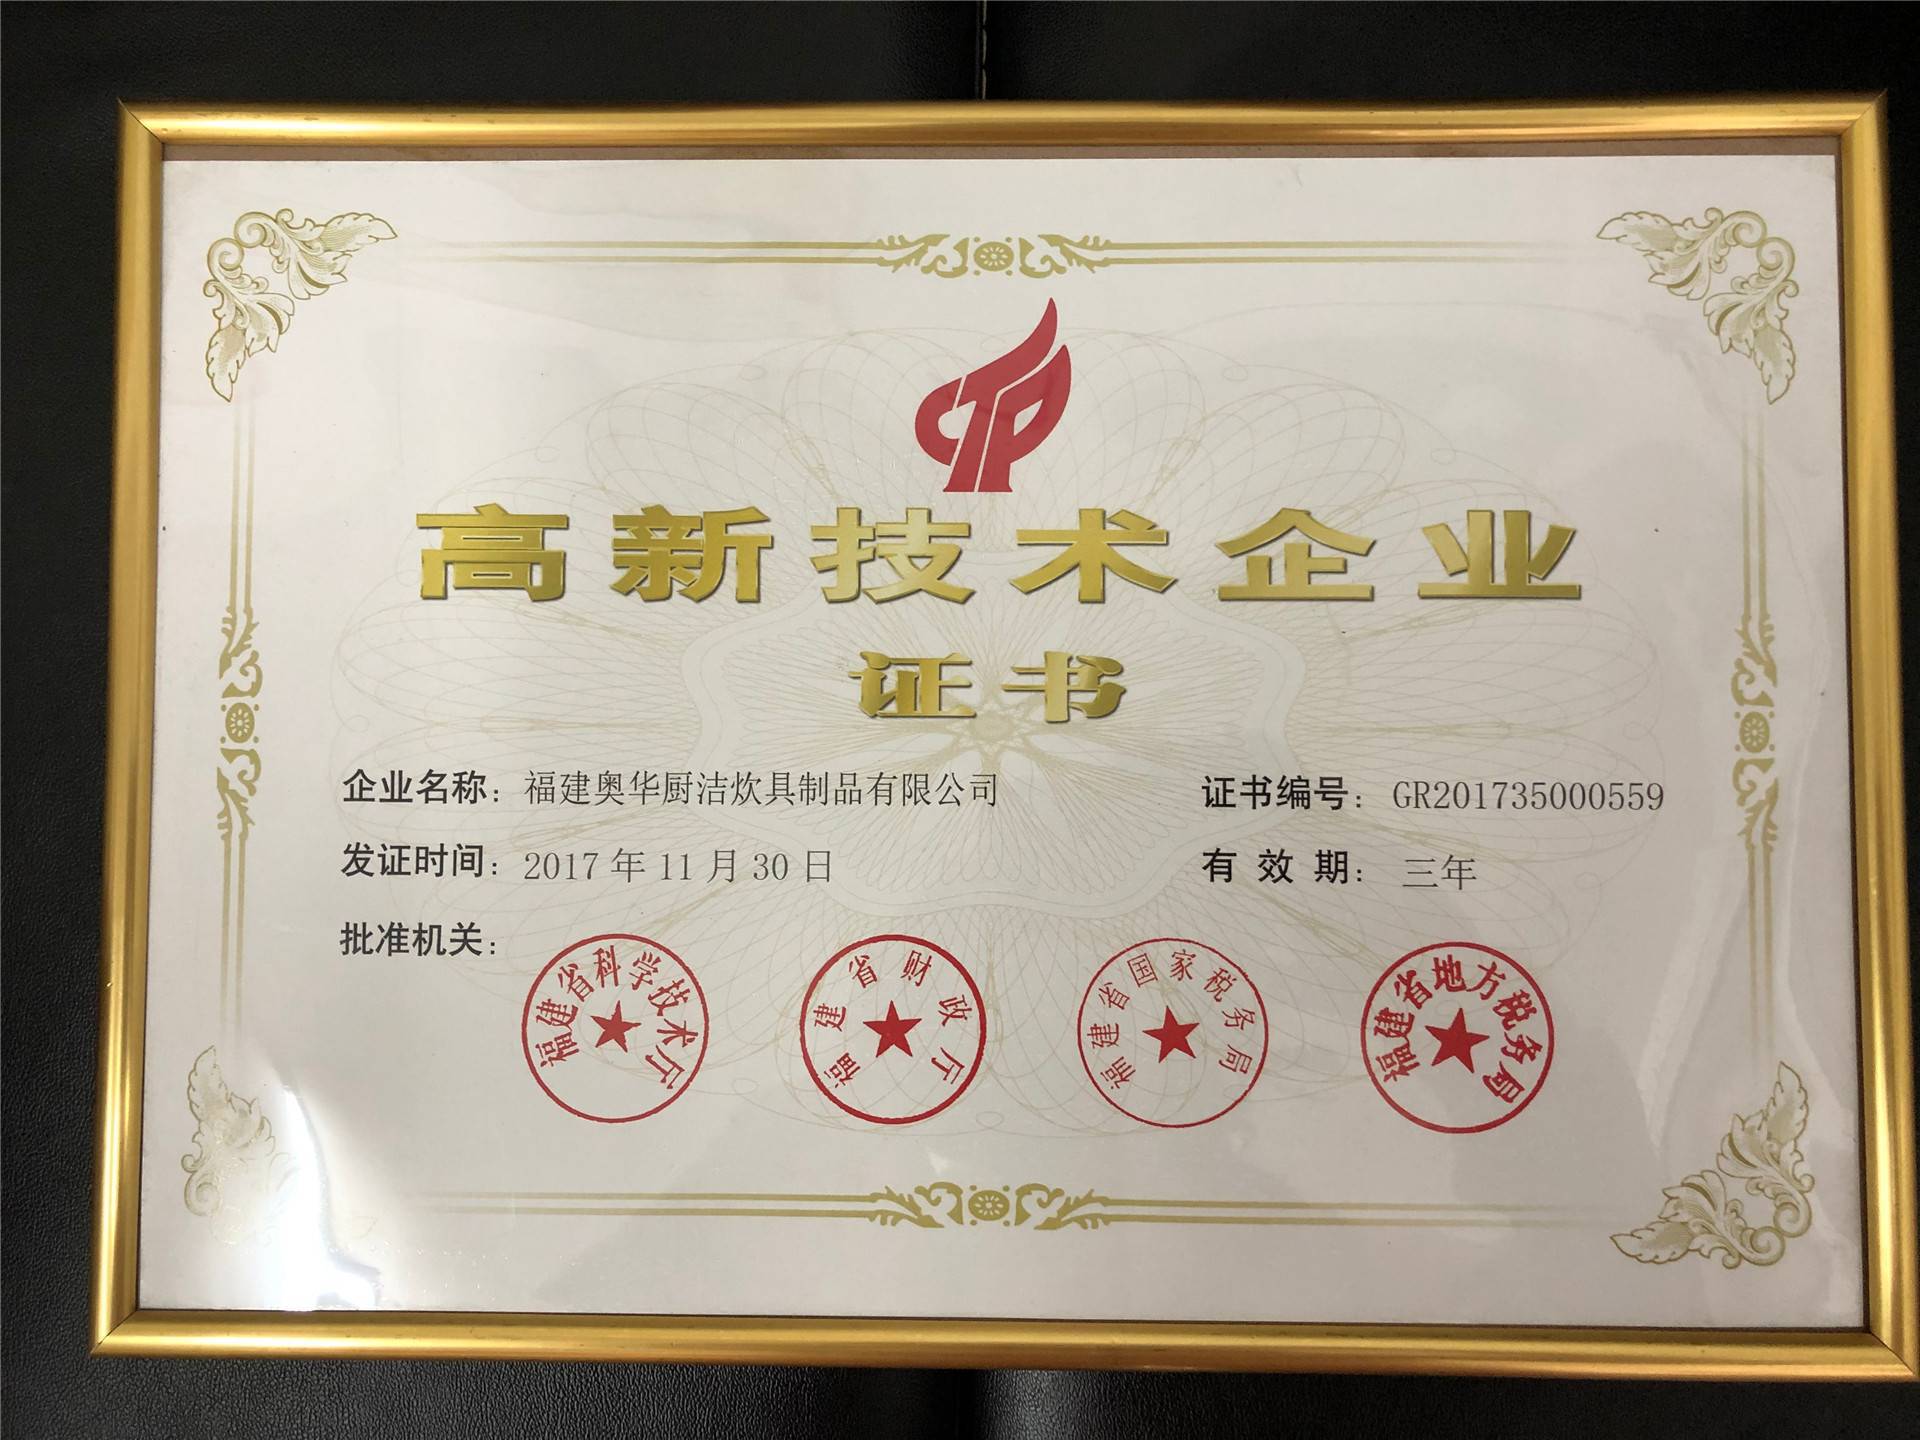 高新技术企业
证书
企业名称：福建奥华厨洁炊具制品有限公司
证书编号：GR201735000559
发证时间：2017年11月30日
有效期：三年
批准机关：
福建省科学技术厅
福建省财政厅
福建省国家税务局
福建省地方税务局